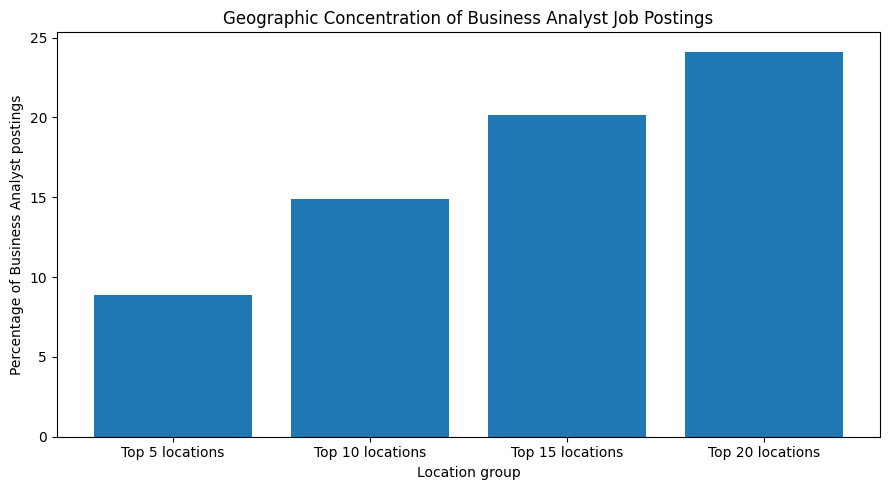 Geographic Concentration of Business Analyst Job Postings
Percentage of Business Analyst postings
25
20
15
10
5
0
Top 5 locations
Top 10 locations
Top 15 locations
Top 20 locations
Location group